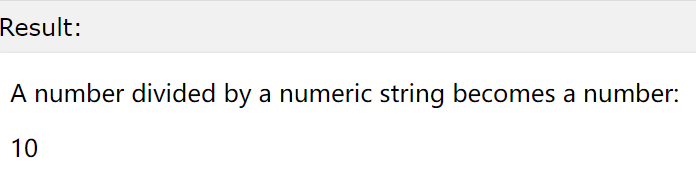 Result:
A number divided by a numeric string becomes a number:
10